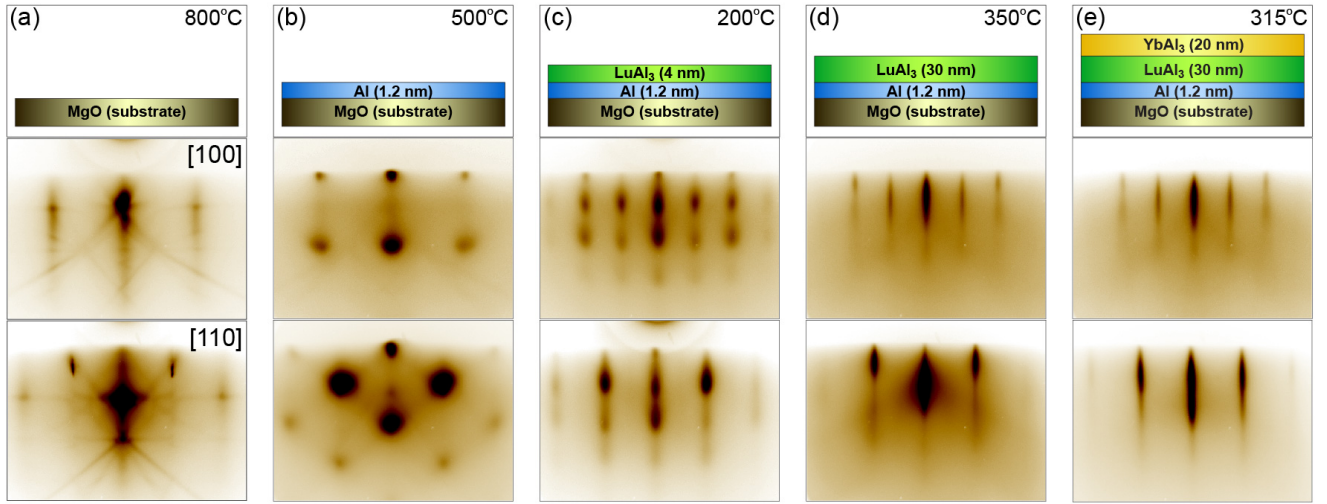 (a) 800°C
MgO (substrate)
[100]
[110]
(b) 500°C
Al (1.2 nm)
MgO (substrate)
(c) 200°C
LuAl₃ (4 nm)
Al (1.2 nm)
MgO (substrate)
(d) 350°C
LuAl₃ (30 nm)
Al (1.2 nm)
MgO (substrate)
(e) 315°C
YbAl₃ (20 nm)
LuAl₃ (30 nm)
Al (1.2 nm)
MgO (substrate)